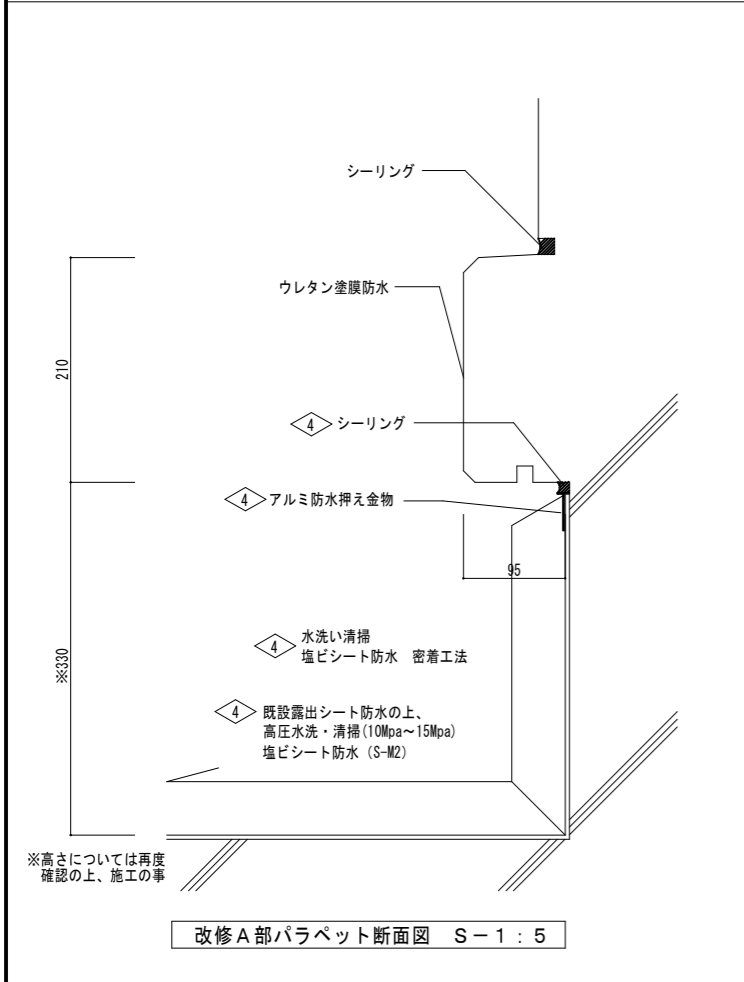 シーリング
ウレタン塗膜防水
210
4 シーリング
4 アルミ防水押え金物
95
4 水洗い清掃
塩ビシート防水 密着工法
※330
4 既設露出シート防水の上、
高圧水洗・清掃(10Mpa～15Mpa)
塩ビシート防水 (S-M2)
※高さについては再度
確認の上、施工の事
改修A部パラペット断面図 S－1：5